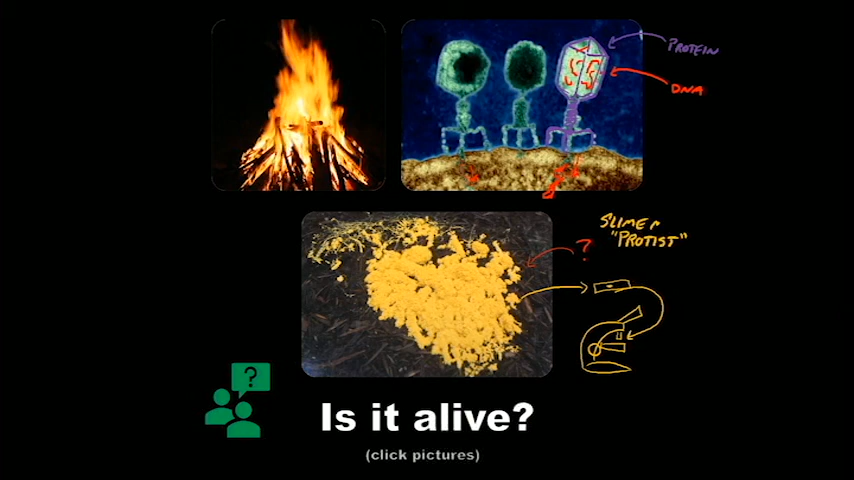 PROTEIN
DNA
SLIME
"PROTIST"
?
?
Is it alive?
(click pictures)